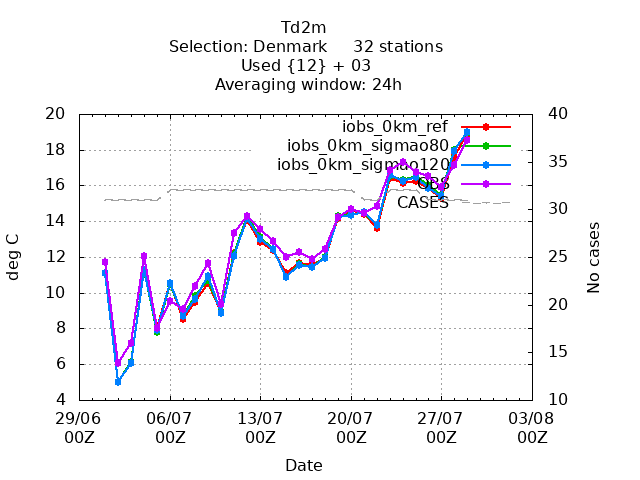 Td2m
Selection: Denmark 32 stations
Used {12} + 03
Averaging window: 24h
20 40
iobs_0km_ref
iobs_0km_sigmao80
iobs_0km_sigmao120
OBS
CASES
18 35
16 30
14 25
12 20
10 15
8 10
6
4
deg C
No cases
29/06 06/07 13/07 20/07 27/07 03/08
00Z 00Z 00Z 00Z 00Z 00Z
Date